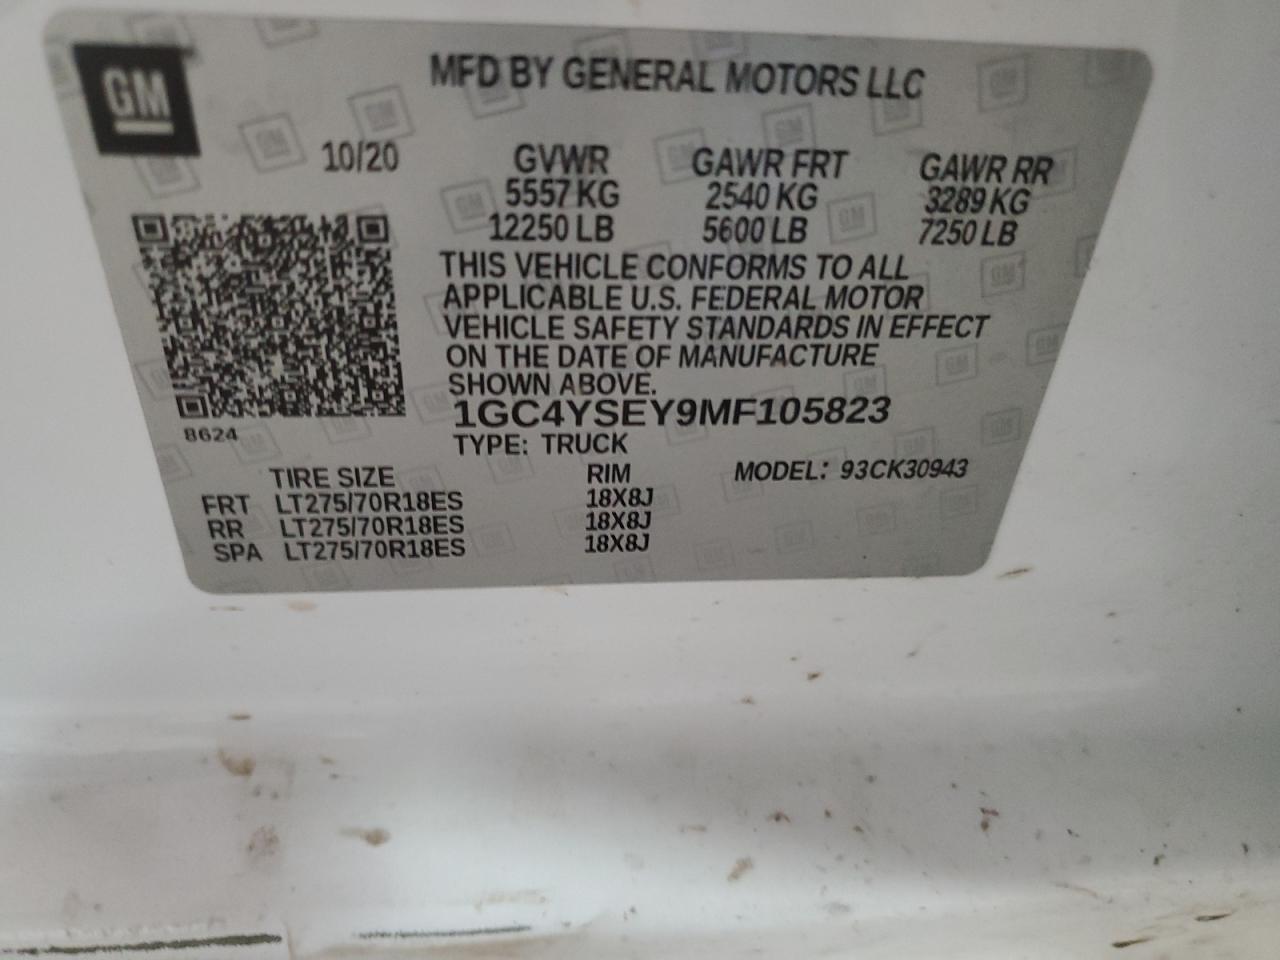 GM
MFD BY GENERAL MOTORS LLC
10/20 GVWR GAWR FRT GAWR RR
5557 KG 2540 KG 3289 KG
12250 LB 5600 LB 7250 LB
THIS VEHICLE CONFORMS TO ALL
APPLICABLE U.S. FEDERAL MOTOR
VEHICLE SAFETY STANDARDS IN EFFECT
ON THE DATE OF MANUFACTURE
SHOWN ABOVE.
1GC4YSEY9MF105823
8624
TYPE: TRUCK
TIRE SIZE RIM MODEL: 93CK30943
FRT LT275/70R18ES 18X8J
RR LT275/70R18ES 18X8J
SPA LT275/70R18ES 18X8J